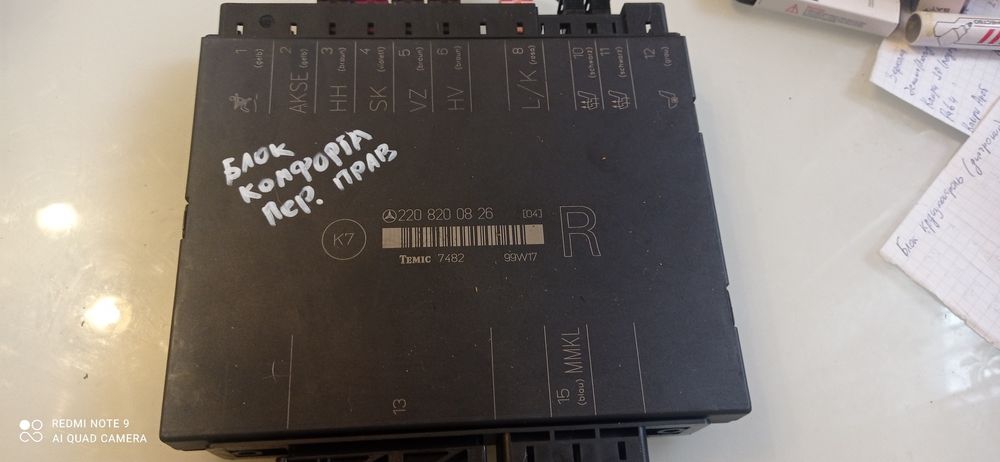 1 (gelb)
2 AKSE (gelb)
3 HH (braun)
4 SK (violett)
5 VZ (braun)
6 HV (braun)
8 L/K (rosa)
10 (schwarz)
11 (schwarz)
12 (grau)
БЛОК
КОМФОРТА
ПЕР. ПРАВ
220 820 08 26 [04]
K7
R
TEMIC 7482 99W17
13
15 (blau) MMKL
Блок
REDMI NOTE 9
AI QUAD CAMERA